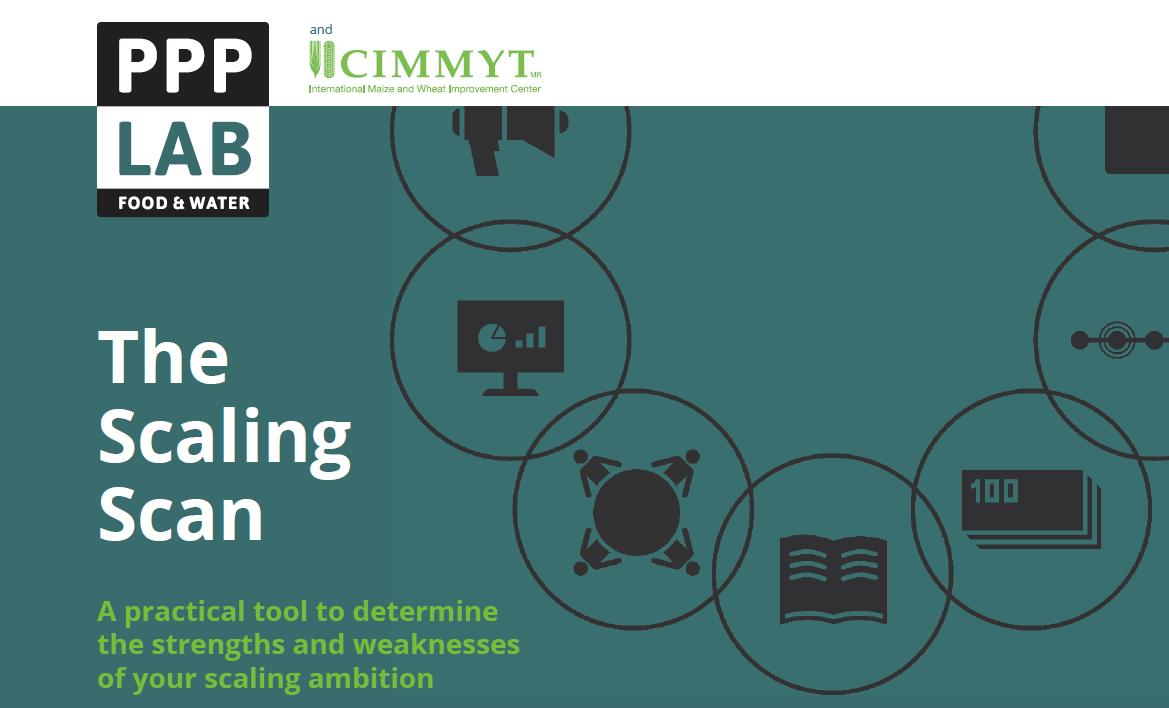 PPP
LAB
FOOD & WATER
and
CIMMYT MR
International Maize and Wheat Improvement Center
The
Scaling
Scan
A practical tool to determine
the strengths and weaknesses
of your scaling ambition
100